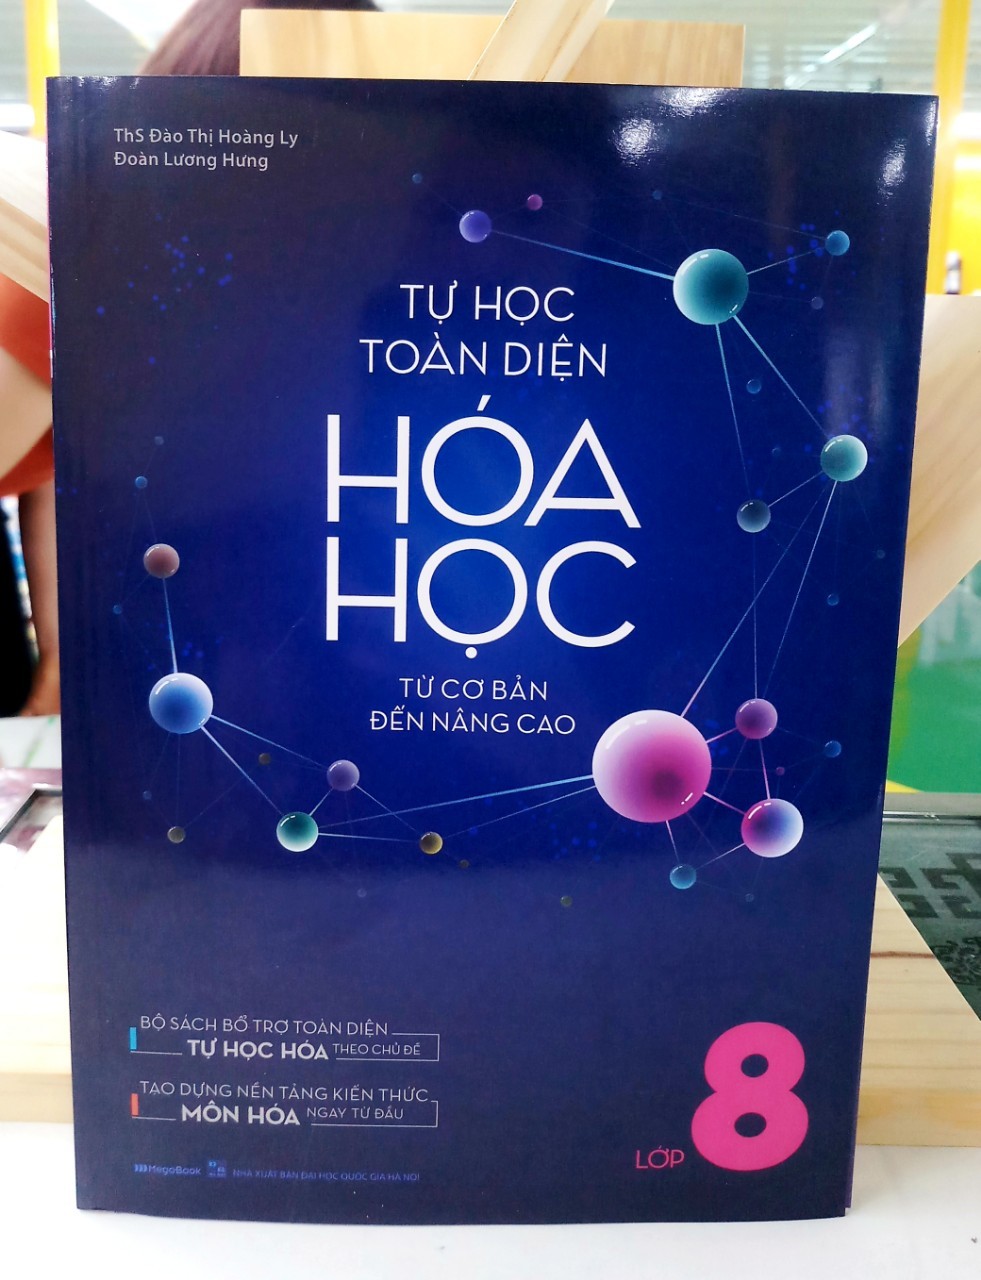 ThS Đào Thị Hoàng Ly
Đoàn Lương Hưng
TỰ HỌC
TOÀN DIỆN
HÓA
HỌC
TỪ CƠ BẢN
ĐẾN NÂNG CAO
BỘ SÁCH BỔ TRỢ TOÀN DIỆN
TỰ HỌC HÓA THEO CHỦ ĐỀ
TẠO DỰNG NỀN TẢNG KIẾN THỨC
MÔN HÓA NGAY TỪ ĐẦU
LỚP 8
MegaBook NHÀ XUẤT BẢN ĐẠI HỌC QUỐC GIA HÀ NỘI